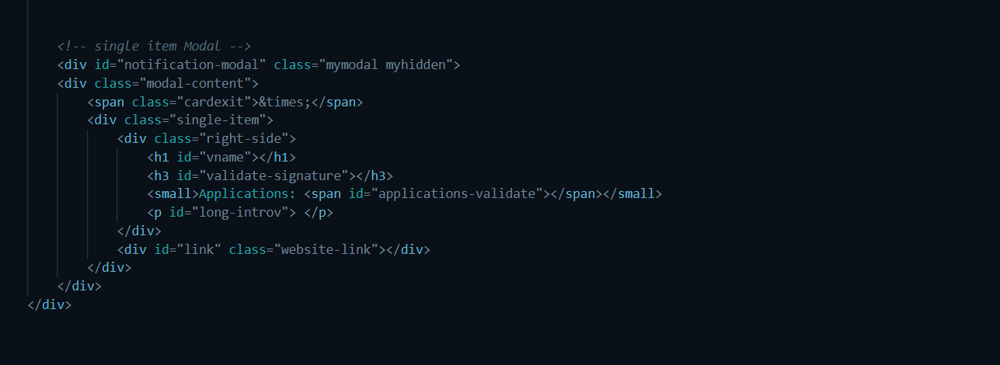 <!-- single item Modal -->
<div id="notification-modal" class="mymodal myhidden">
<div class="modal-content">
<span class="cardexit">&times;</span>
<div class="single-item">
<div class="right-side">
<h1 id="vname"></h1>
<h3 id="validate-signature"></h3>
<small>Applications: <span id="applications-validate"></span></small>
<p id="long-introv"> </p>
</div>
<div id="link" class="website-link"></div>
</div>
</div>
</div>